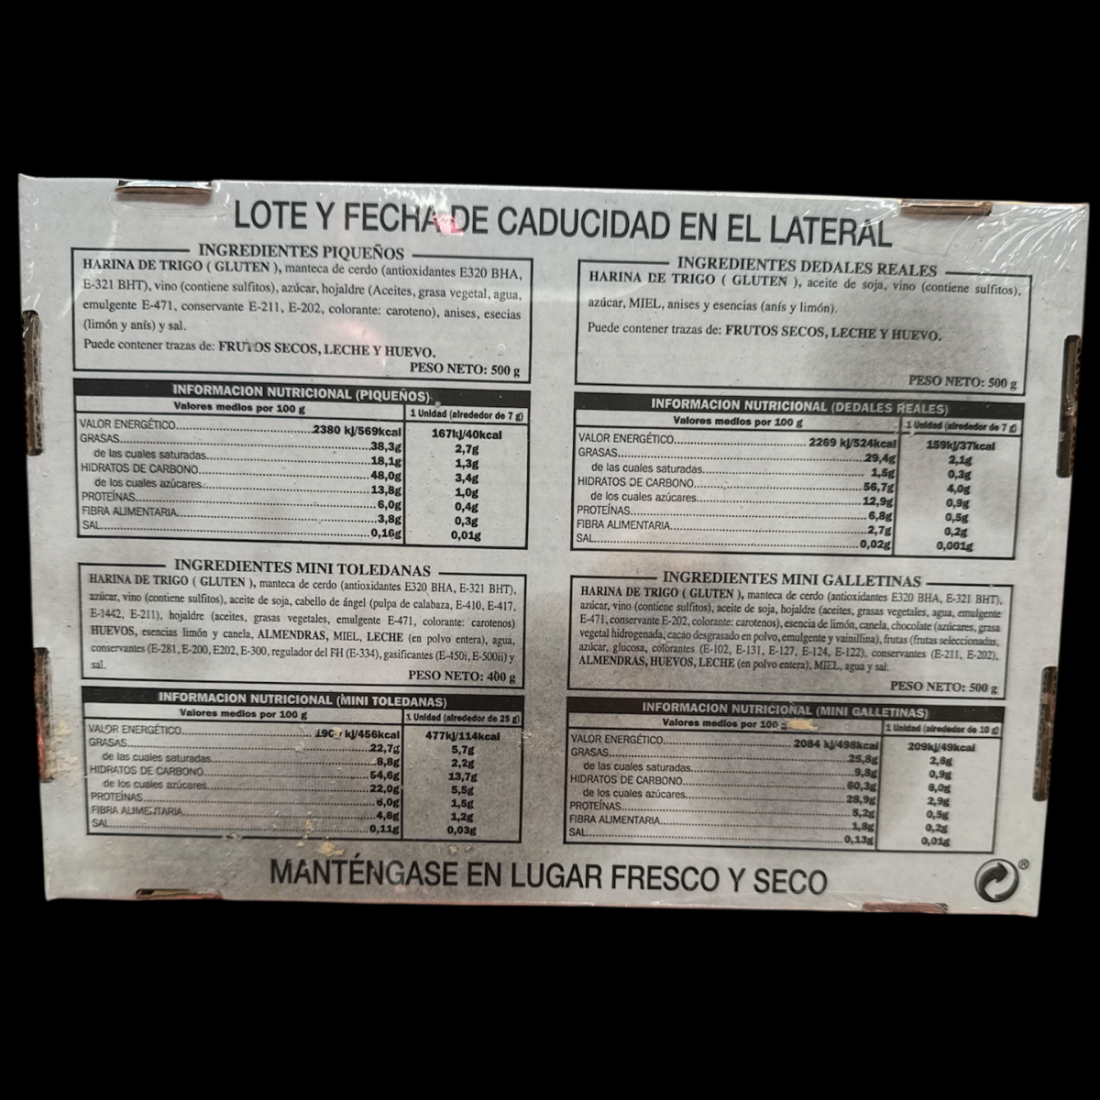 LOTE Y FECHA DE CADUCIDAD EN EL LATERAL
INGREDIENTES PIQUEÑOS
HARINA DE TRIGO ( GLUTEN ), manteca de cerdo (antioxidantes E320 BHA,
E-321 BHT), vino (contiene sulfitos), azúcar, hojaldre (Aceites, grasa vegetal, agua,
emulgente E-471, conservante E-211, E-202, colorante: caroteno), anises, esecias
(limón y anís) y sal.
Puede contener trazas de: FRUTOS SECOS, LECHE Y HUEVO.
PESO NETO: 500 g
INFORMACION NUTRICIONAL (PIQUEÑOS)
Valores medios por 100 g 1 Unidad (alrededor de 7 g)
VALOR ENERGÉTICO 2380 kj/569kcal 167kj/40kcal
GRASAS 38,3g 2,7g
de las cuales saturadas 18,1g 1,3g
HIDRATOS DE CARBONO 48,0g 3,4g
de los cuales azúcares 13,8g 1,0g
PROTEÍNAS 6,0g 0,4g
FIBRA ALIMENTARIA 3,8g 0,3g
SAL 0,16g 0,01g
INGREDIENTES DEDALES REALES
HARINA DE TRIGO ( GLUTEN ), aceite de soja, vino (contiene sulfitos),
azúcar, MIEL, anises y esencias (anís y limón).
Puede contener trazas de: FRUTOS SECOS, LECHE Y HUEVO.
PESO NETO: 500 g
INFORMACION NUTRICIONAL (DEDALES REALES)
Valores medios por 100 g 1 Unidad (alrededor de 7 g)
VALOR ENERGÉTICO 2269 kj/524kcal 159kj/37kcal
GRASAS 29,4g 2,1g
de las cuales saturadas 1,5g 0,3g
HIDRATOS DE CARBONO 56,7g 4,0g
de los cuales azúcares 12,9g 0,9g
PROTEÍNAS 6,8g 0,5g
FIBRA ALIMENTARIA 2,7g 0,2g
SAL 0,02g 0,001g
INGREDIENTES MINI TOLEDANAS
HARINA DE TRIGO ( GLUTEN ), manteca de cerdo (antioxidantes E320 BHA, E-321 BHT),
azúcar, vino (contiene sulfitos), aceite de soja, cabello de ángel (pulpa de calabaza, E-410, E-417,
E-1442, E-211), hojaldre (aceites, grasas vegetales, emulgente E-471, colorante: carotenos)
HUEVOS, esencias limón y canela, ALMENDRAS, MIEL, LECHE (en polvo entera), agua,
conservantes (E-281, E-200, E202, E-300, regulador del PH (E-334), gasificantes (E-450i, E-500ii) y
sal.
PESO NETO: 400 g
INFORMACION NUTRICIONAL (MINI TOLEDANAS)
Valores medios por 100 g 1 Unidad (alrededor de 25 g)
VALOR ENERGÉTICO kj/456kcal 477kj/114kcal
GRASAS 22,7g 5,7g
de las cuales saturadas 8,8g 2,2g
HIDRATOS DE CARBONO 54,6g 13,7g
de los cuales azúcares 22,0g 5,5g
PROTEÍNAS 6,0g 1,5g
FIBRA ALIMENTARIA 4,6g 1,2g
SAL 0,11g 0,03g
INGREDIENTES MINI GALLETINAS
HARINA DE TRIGO ( GLUTEN ), manteca de cerdo (antioxidantes E320 BHA, E-321 BHT),
azúcar, vino (contiene sulfitos), aceite de soja, hojaldre (aceites, grasas vegetales, agua, emulgente
E-471, conservante E-202, colorante: carotenos), esencia de limón, canela, chocolate (azúcares, grasa
vegetal hidrogenada, cacao desgrasado en polvo, emulgente y vainillina), frutas (frutas seleccionadas,
azúcar, glucosa, colorantes (E-102, E-131, E-127, E-124, E-122), conservantes (E-211, E-202),
ALMENDRAS, HUEVOS, LECHE (en polvo entera), MIEL, agua y sal.
PESO NETO: 500 g
INFORMACION NUTRICIONAL (MINI GALLETINAS)
Valores medios por 100 g 1 Unidad (alrededor de 10 g)
VALOR ENERGÉTICO 2084 kj/498kcal 209kj/49kcal
GRASAS 25,8g 2,6g
de las cuales saturadas 9,8g 0,9g
HIDRATOS DE CARBONO 60,3g 6,0g
de los cuales azúcares 28,9g 2,9g
PROTEÍNAS 5,2g 0,5g
FIBRA ALIMENTARIA 1,8g 0,2g
SAL 0,13g 0,01g
MANTÉNGASE EN LUGAR FRESCO Y SECO
®